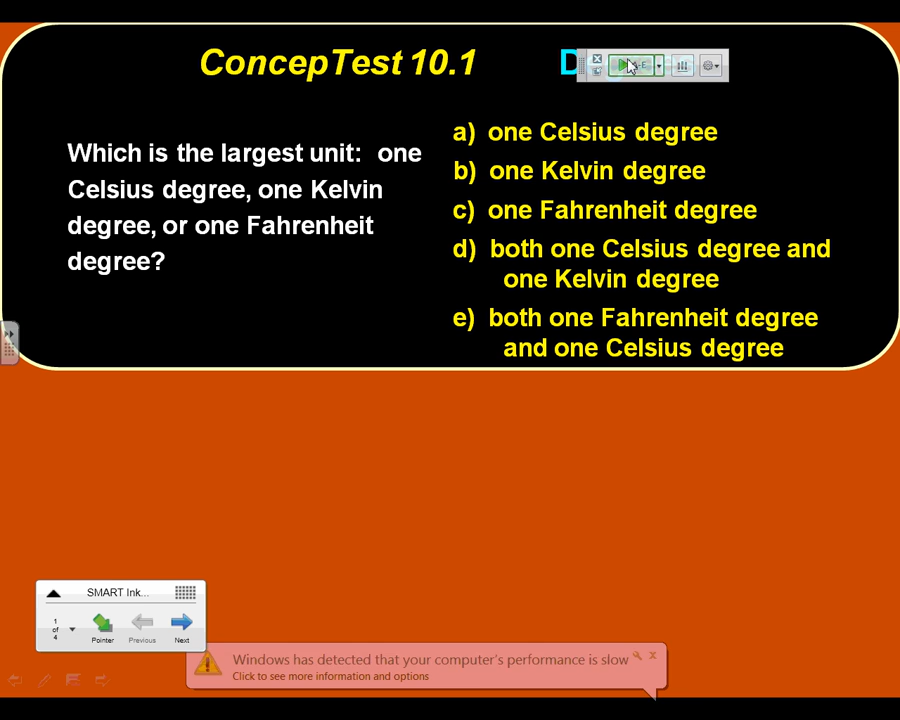 ConcepTest 10.1
Which is the largest unit: one
Celsius degree, one Kelvin
degree, or one Fahrenheit
degree?
a) one Celsius degree
b) one Kelvin degree
c) one Fahrenheit degree
d) both one Celsius degree and
one Kelvin degree
e) both one Fahrenheit degree
and one Celsius degree
SMART Ink...
1
of
4
Pointer
Previous
Next
Windows has detected that your computer's performance is slow
Click to see more information and options